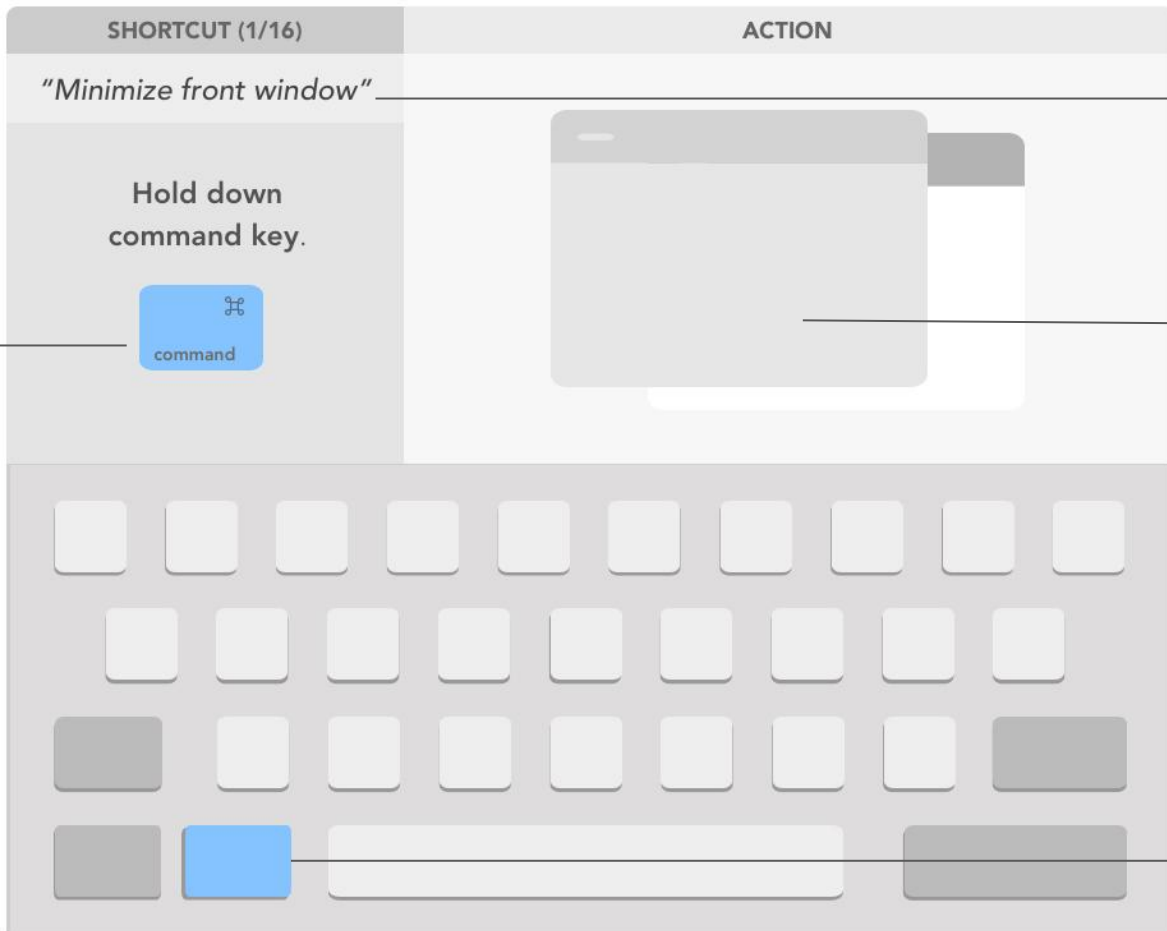 SHORTCUT (1/16)
ACTION
“Minimize front window”
Hold down
command key.
⌘
command